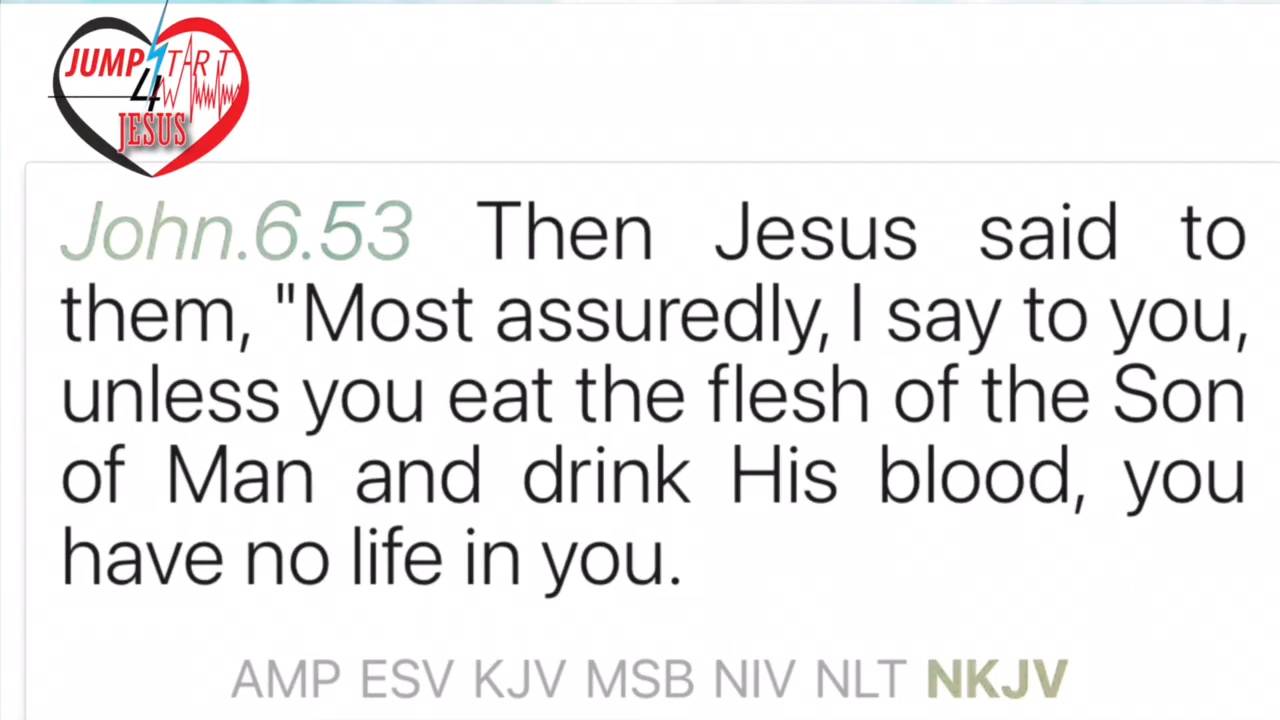 JUMP START
4
JESUS
John.6.53 Then Jesus said to
them, "Most assuredly, I say to you,
unless you eat the flesh of the Son
of Man and drink His blood, you
have no life in you.
AMP ESV KJV MSB NIV NLT NKJV